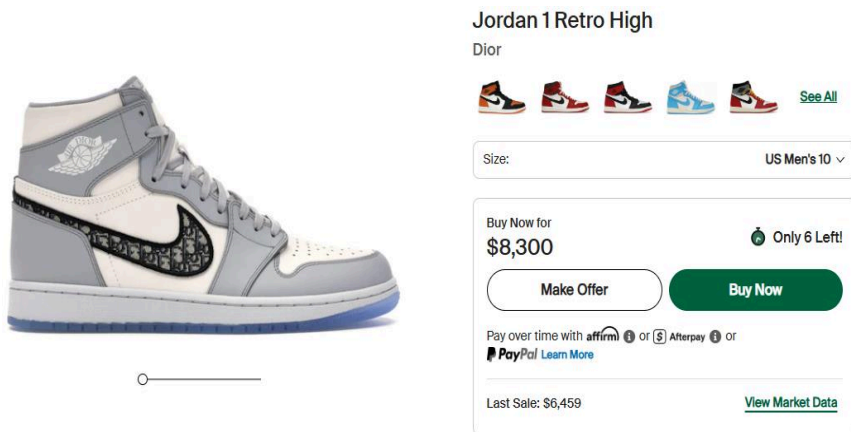 Jordan 1 Retro High
Dior
See All
Size:
US Men's 10
Buy Now for
$8,300
Only 6 Left!
Make Offer
Buy Now
Pay over time with affirm or Afterpay or
PayPal Learn More
Last Sale: $6,459
View Market Data